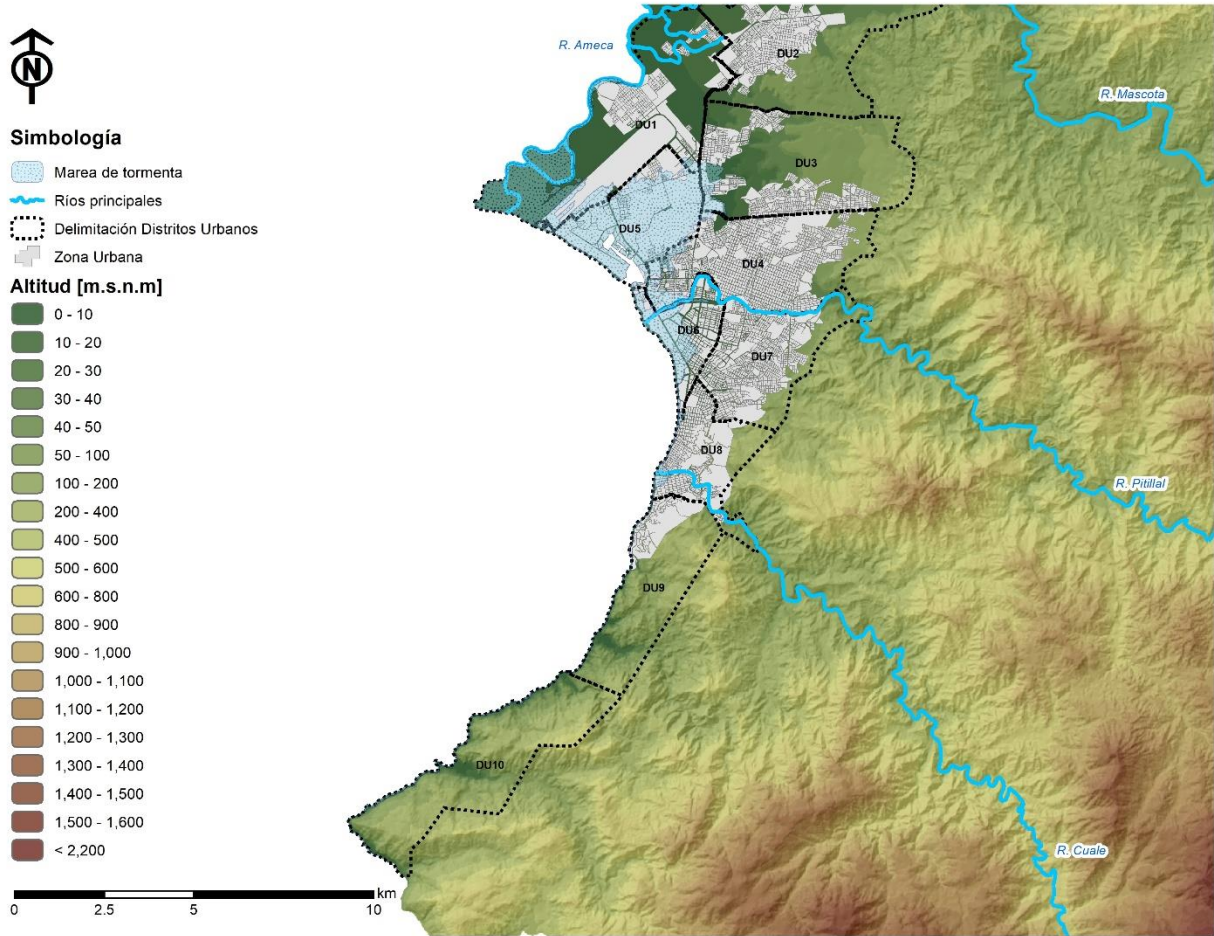 N
Simbología
Marea de tormenta
Ríos principales
Delimitación Distritos Urbanos
Zona Urbana
Altitud [m.s.n.m]
0 - 10
10 - 20
20 - 30
30 - 40
40 - 50
50 - 100
100 - 200
200 - 400
400 - 500
500 - 600
600 - 800
800 - 900
900 - 1,000
1,000 - 1,100
1,100 - 1,200
1,200 - 1,300
1,300 - 1,400
1,400 - 1,500
1,500 - 1,600
< 2,200
0 2.5 5 10 km
R. Ameca
DU2
R. Mascota
DU1
DU3
DU5
DU4
DU6
DU7
DU8
R. Pitillal
DU9
DU10
R. Cuale